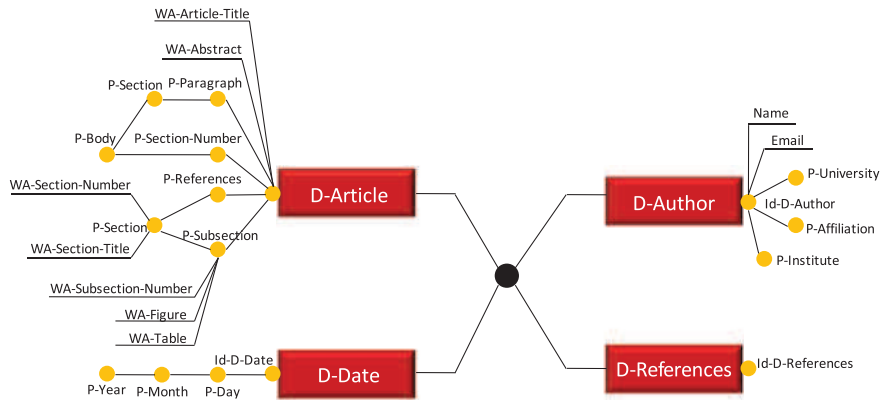 WA-Article-Title
WA-Abstract
P-Section
P-Paragraph
P-Body
P-Section-Number
WA-Section-Number
P-References
P-Section
P-Subsection
WA-Section-Title
WA-Subsection-Number
WA-Figure
WA-Table
D-Article
Id-D-Date
P-Year
P-Month
P-Day
D-Date
Name
Email
P-University
D-Author
Id-D-Author
P-Affiliation
P-Institute
D-References
Id-D-References